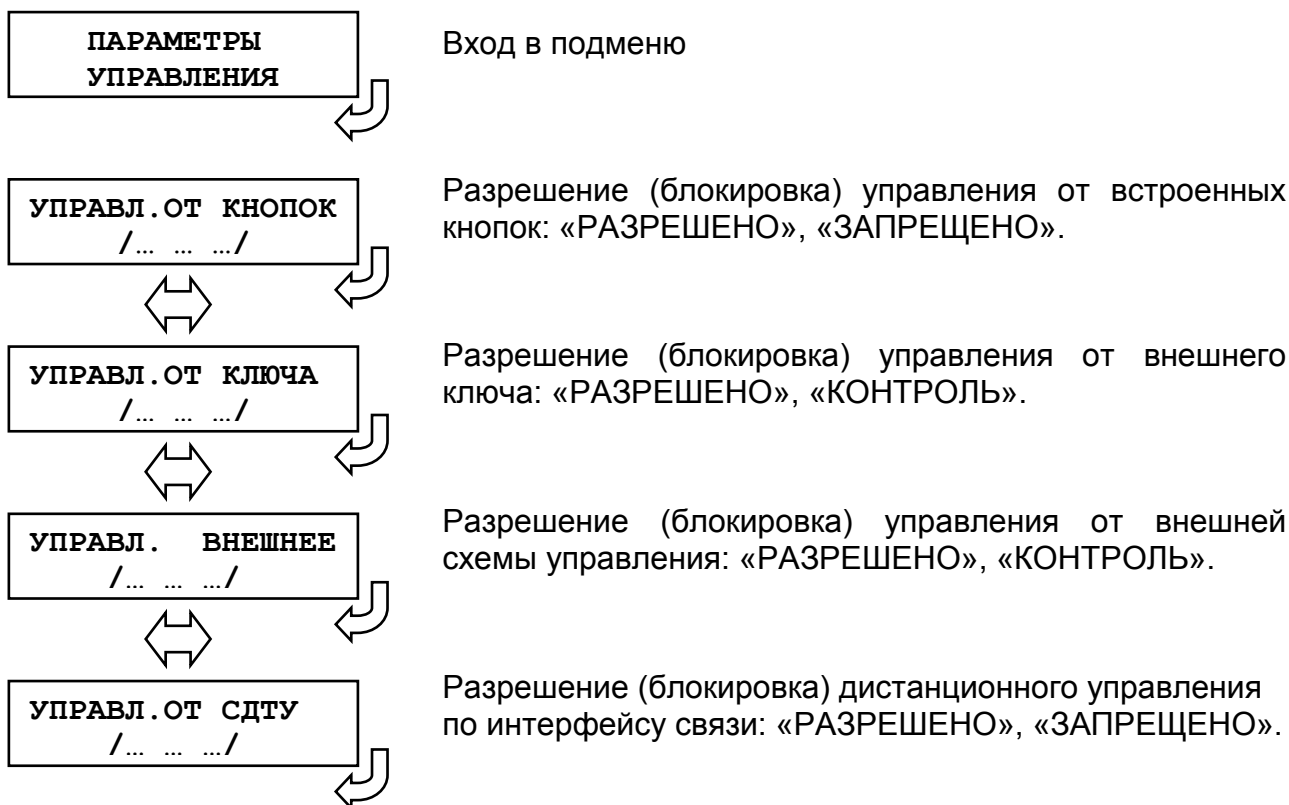 ПАРАМЕТРЫ
УПРАВЛЕНИЯ
Вход в подменю
УПРАВЛ.ОТ КНОПОК
/… … …/
Разрешение (блокировка) управления от встроенных
кнопок: «РАЗРЕШЕНО», «ЗАПРЕЩЕНО».
УПРАВЛ.ОТ КЛЮЧА
/… … …/
Разрешение (блокировка) управления от внешнего
ключа: «РАЗРЕШЕНО», «КОНТРОЛЬ».
УПРАВЛ. ВНЕШНЕЕ
/… … …/
Разрешение (блокировка) управления от внешней
схемы управления: «РАЗРЕШЕНО», «КОНТРОЛЬ».
УПРАВЛ.ОТ СДТУ
/… … …/
Разрешение (блокировка) дистанционного управления
по интерфейсу связи: «РАЗРЕШЕНО», «ЗАПРЕЩЕНО».